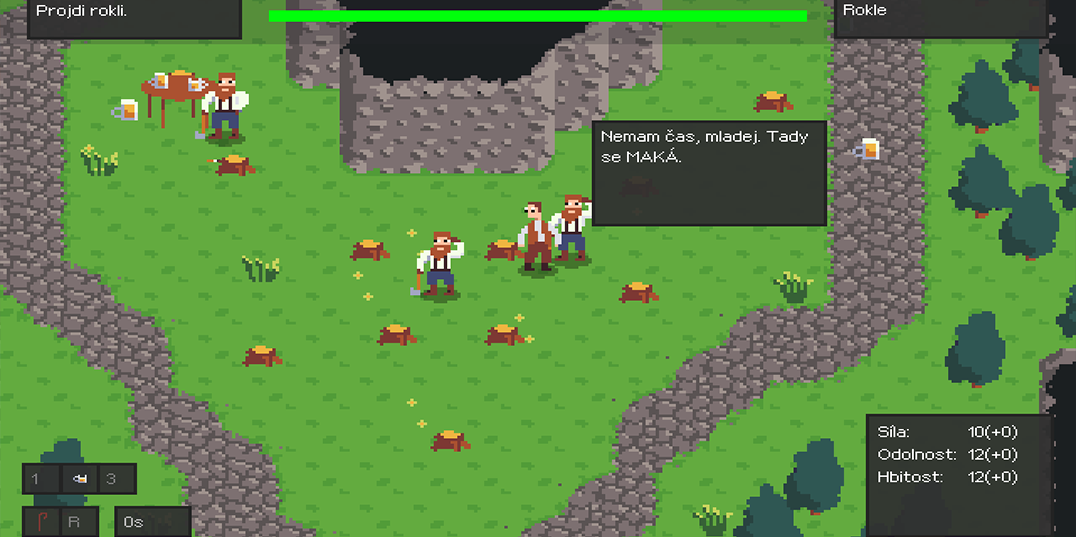 Projdi rokli.
Rokle
Nemam čas, mladej. Tady
se MAKÁ.
Síla: 10(+0)
Odolnost: 12(+0)
Hbitost: 12(+0)
1 3
R 0s